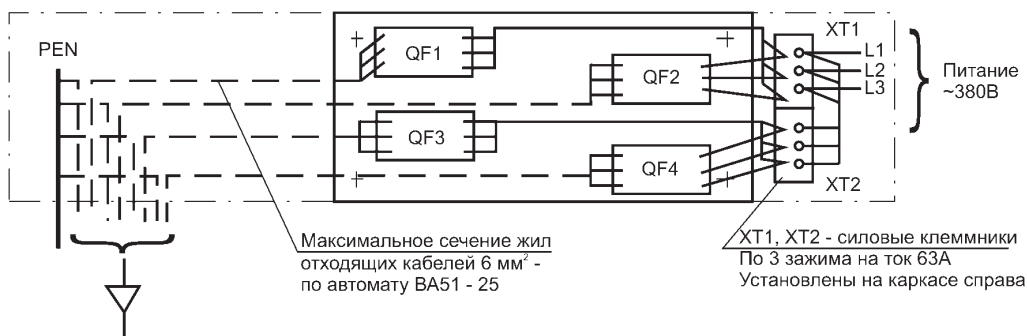 PEN
QF1
QF2
QF3
QF4
XT1
L1
L2
L3
XT2
Питание
~380В
Максимальное сечение жил
отходящих кабелей 6 мм² -
по автомату ВА51 - 25
XT1, XT2 - силовые клеммники
По 3 зажима на ток 63А
Установлены на каркасе справа